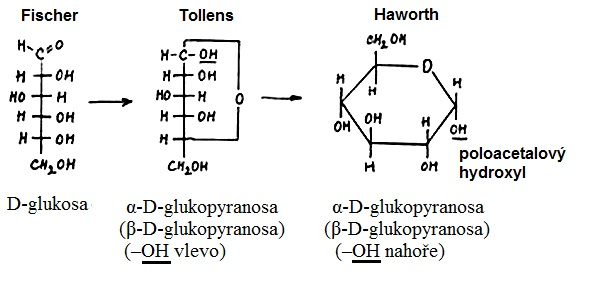 Fischer Tollens Haworth
H C O H-C-OH CH₂OH
H OH H OH O
HO H HO H O H H H
H OH H OH OH OH H OH
H OH H H OH
CH₂OH CH₂OH
poloacetalový
hydroxyl
D-glukosa α-D-glukopyranosa α-D-glukopyranosa
(β-D-glukopyranosa) (β-D-glukopyranosa)
(–OH vlevo) (–OH nahoře)